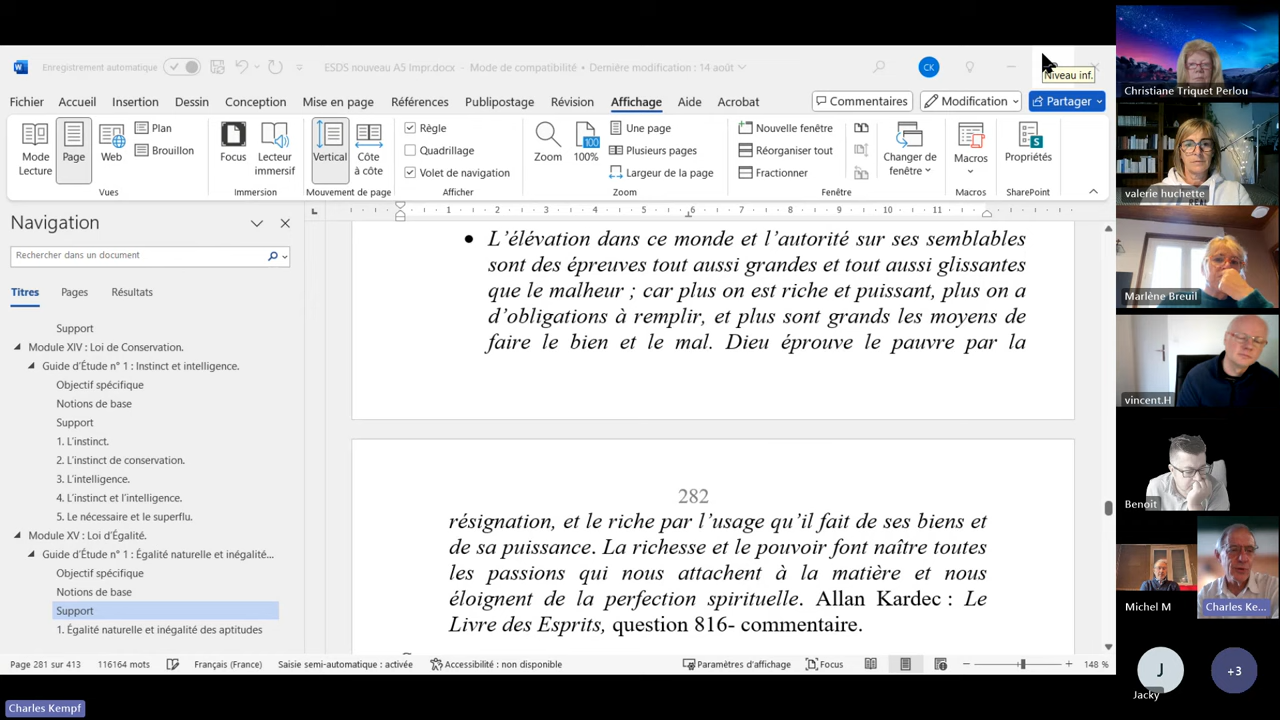 Enregistrement automatique
ESDS nouveau A5 Impr.docx - Mode de compatibilité • Dernière modification : 14 août
CK
Niveau inf.
Fichier Accueil Insertion Dessin Conception Mise en page Références Publipostage Révision Affichage Aide Acrobat
Commentaires Modification Partager
Mode Lecture
Page
Web
Plan
Brouillon
Vues
Focus
Lecteur immersif
Immersion
Vertical
Côte à côte
Mouvement de page
Règle
Quadrillage
Volet de navigation
Afficher
Zoom
100
100%
Une page
Plusieurs pages
Largeur de la page
Zoom
Nouvelle fenêtre
Réorganiser tout
Fractionner
Changer de fenêtre
Fenêtre
Macros
Macros
Propriétés
SharePoint
Navigation
Rechercher dans un document
Titres Pages Résultats
Support
Module XIV : Loi de Conservation.
Guide d'Étude n° 1 : Instinct et intelligence.
Objectif spécifique
Notions de base
Support
1. L'instinct.
2. L'instinct de conservation.
3. L'intelligence.
4. L'instinct et l'intelligence.
5. Le nécessaire et le superflu.
Module XV : Loi d'Égalité.
Guide d'Étude n° 1 : Égalité naturelle et inégalité...
Objectif spécifique
Notions de base
Support
1. Égalité naturelle et inégalité des aptitudes
1 2 3 4 5 6 7 8 9 10 11
• L'élévation dans ce monde et l'autorité sur ses semblables
sont des épreuves tout aussi grandes et tout aussi glissantes
que le malheur ; car plus on est riche et puissant, plus on a
d'obligations à remplir, et plus sont grands les moyens de
faire le bien et le mal. Dieu éprouve le pauvre par la
282
résignation, et le riche par l'usage qu'il fait de ses biens et
de sa puissance. La richesse et le pouvoir font naître toutes
les passions qui nous attachent à la matière et nous
éloignent de la perfection spirituelle. Allan Kardec : Le
Livre des Esprits, question 816- commentaire.
Page 281 sur 413 116164 mots Français (France) Saisie semi-automatique : activée Accessibilité : non disponible Paramètres d'affichage Focus 148 %
Charles Kempf
Christiane Triquet Perlou
valerie huchette
REAL
Marlène Breuil
vincent.H
Benoit
Michel M
Charles Ke...
J
Jacky
+3